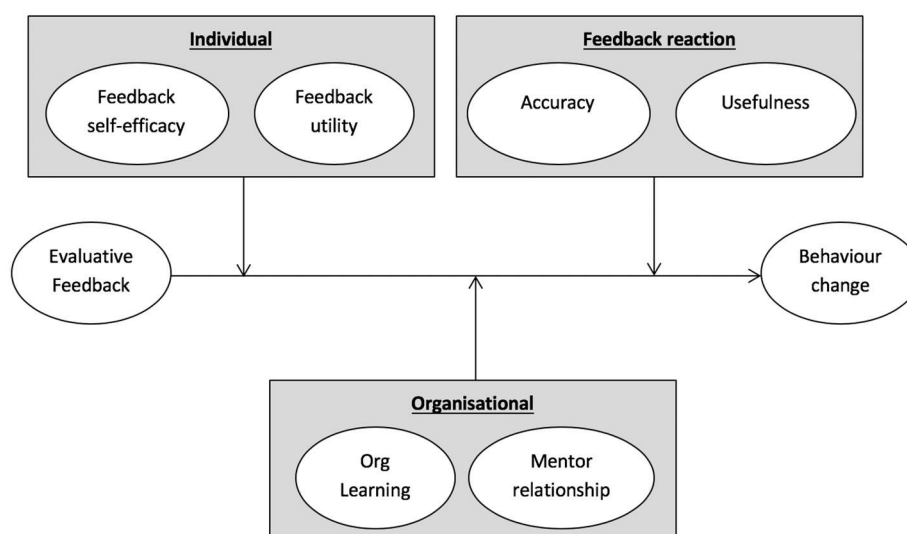 Individual
Feedback
self-efficacy
Feedback
utility
Feedback reaction
Accuracy
Usefulness
Evaluative
Feedback
Behaviour
change
Organisational
Org
Learning
Mentor
relationship